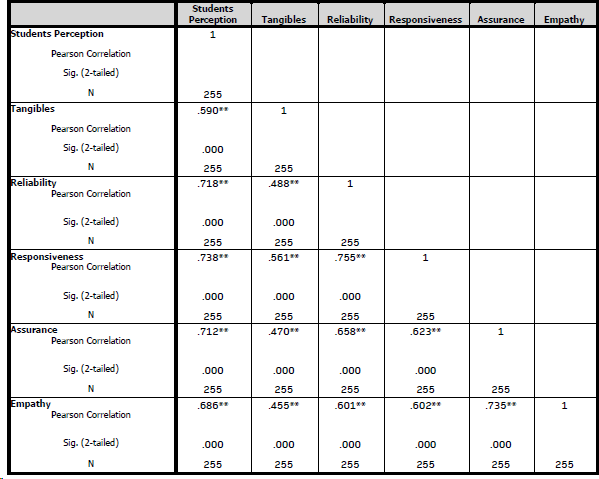 Students Perception Tangibles Reliability Responsiveness Assurance Empathy
Students Perception 1
Pearson Correlation
Sig. (2-tailed)
N 255
Tangibles .590** 1
Pearson Correlation
Sig. (2-tailed) .000
N 255 255
Reliability .718** .488** 1
Pearson Correlation
Sig. (2-tailed) .000 .000
N 255 255 255
Responsiveness .738** .561** .755** 1
Pearson Correlation
Sig. (2-tailed) .000 .000 .000
N 255 255 255 255
Assurance .712** .470** .658** .623** 1
Pearson Correlation
Sig. (2-tailed) .000 .000 .000 .000
N 255 255 255 255 255
Empathy .686** .455** .601** .602** .735** 1
Pearson Correlation
Sig. (2-tailed) .000 .000 .000 .000 .000
N 255 255 255 255 255 255